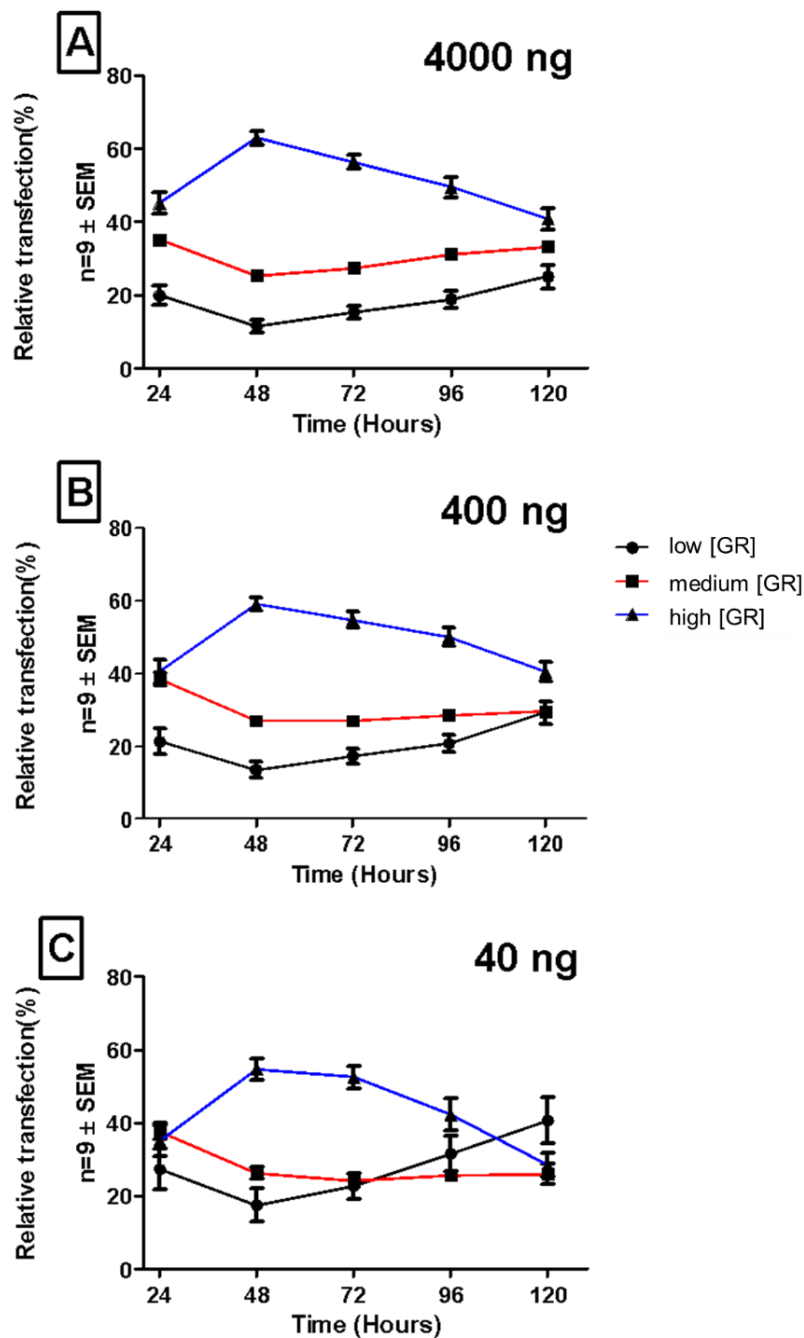 A
4000 ng
80
60
40
20
0
Relative transfection(%)
n=9 ± SEM
24 48 72 96 120
Time (Hours)
B
400 ng
80
60
40
20
0
Relative transfection(%)
n=9 ± SEM
24 48 72 96 120
Time (Hours)
low [GR]
medium [GR]
high [GR]
C
40 ng
80
60
40
20
0
Relative transfection(%)
n=9 ± SEM
24 48 72 96 120
Time (Hours)